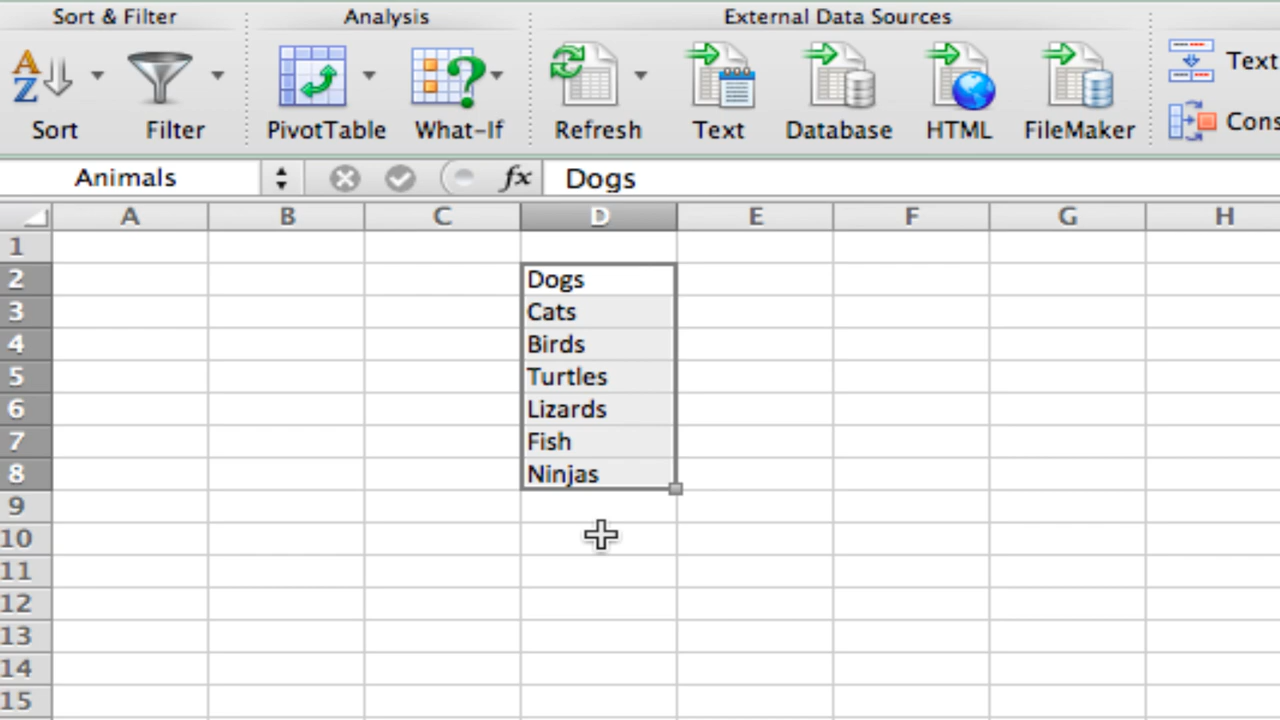 Sort & Filter Analysis External Data Sources
Sort Filter PivotTable What-If Refresh Text Database HTML FileMaker Text
Cons
Animals fx Dogs
A B C D E F G H
1
2 Dogs
3 Cats
4 Birds
5 Turtles
6 Lizards
7 Fish
8 Ninjas
9
10
11
12
13
14
15